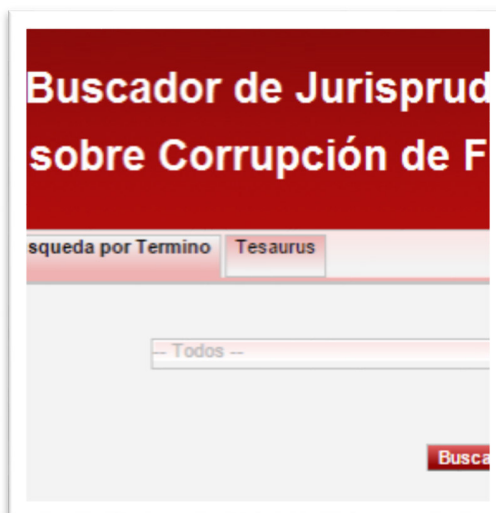 Buscador de Jurisprud
sobre Corrupción de F
squeda por Termino Tesaurus
-- Todos --
Busca